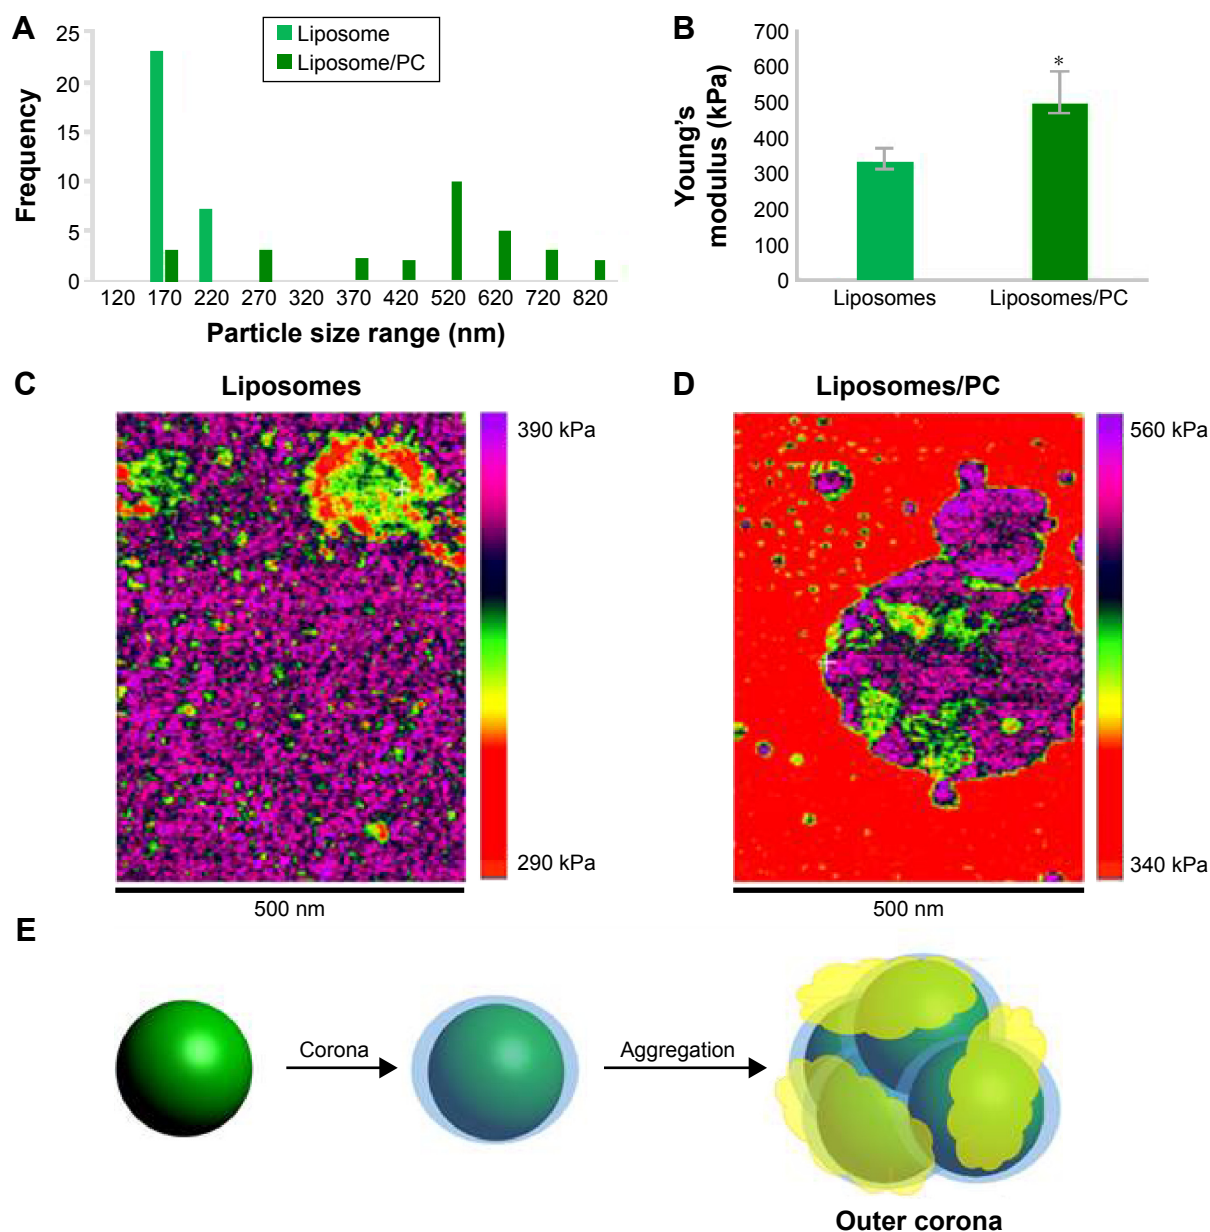 A
Liposome
Liposome/PC
Frequency
25
20
15
10
5
0
120 170 220 270 320 370 420 520 620 720 820
Particle size range (nm)
B
Young's
modulus (kPa)
700
600
500
400
300
200
100
0
*
Liposomes Liposomes/PC
C
Liposomes
390 kPa
290 kPa
500 nm
D
Liposomes/PC
560 kPa
340 kPa
500 nm
E
Corona
Aggregation
Outer corona